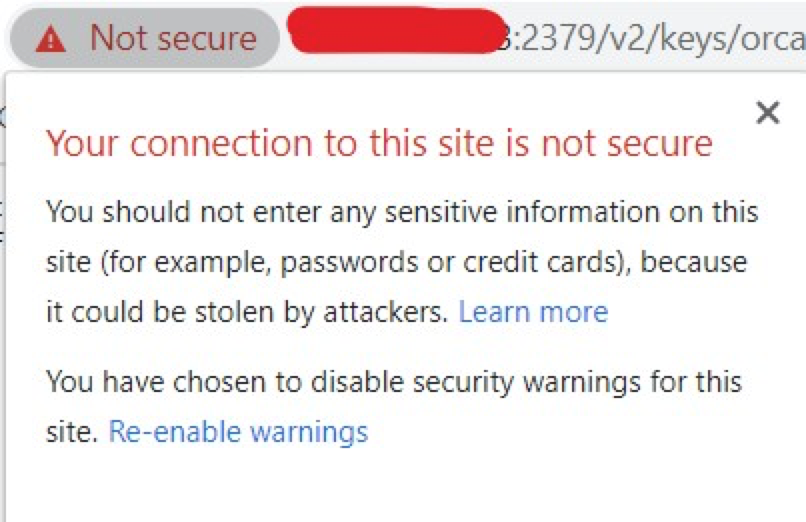 Not secure :2379/v2/keys/orca
Your connection to this site is not secure
You should not enter any sensitive information on this
site (for example, passwords or credit cards), because
it could be stolen by attackers. Learn more
You have chosen to disable security warnings for this
site. Re-enable warnings